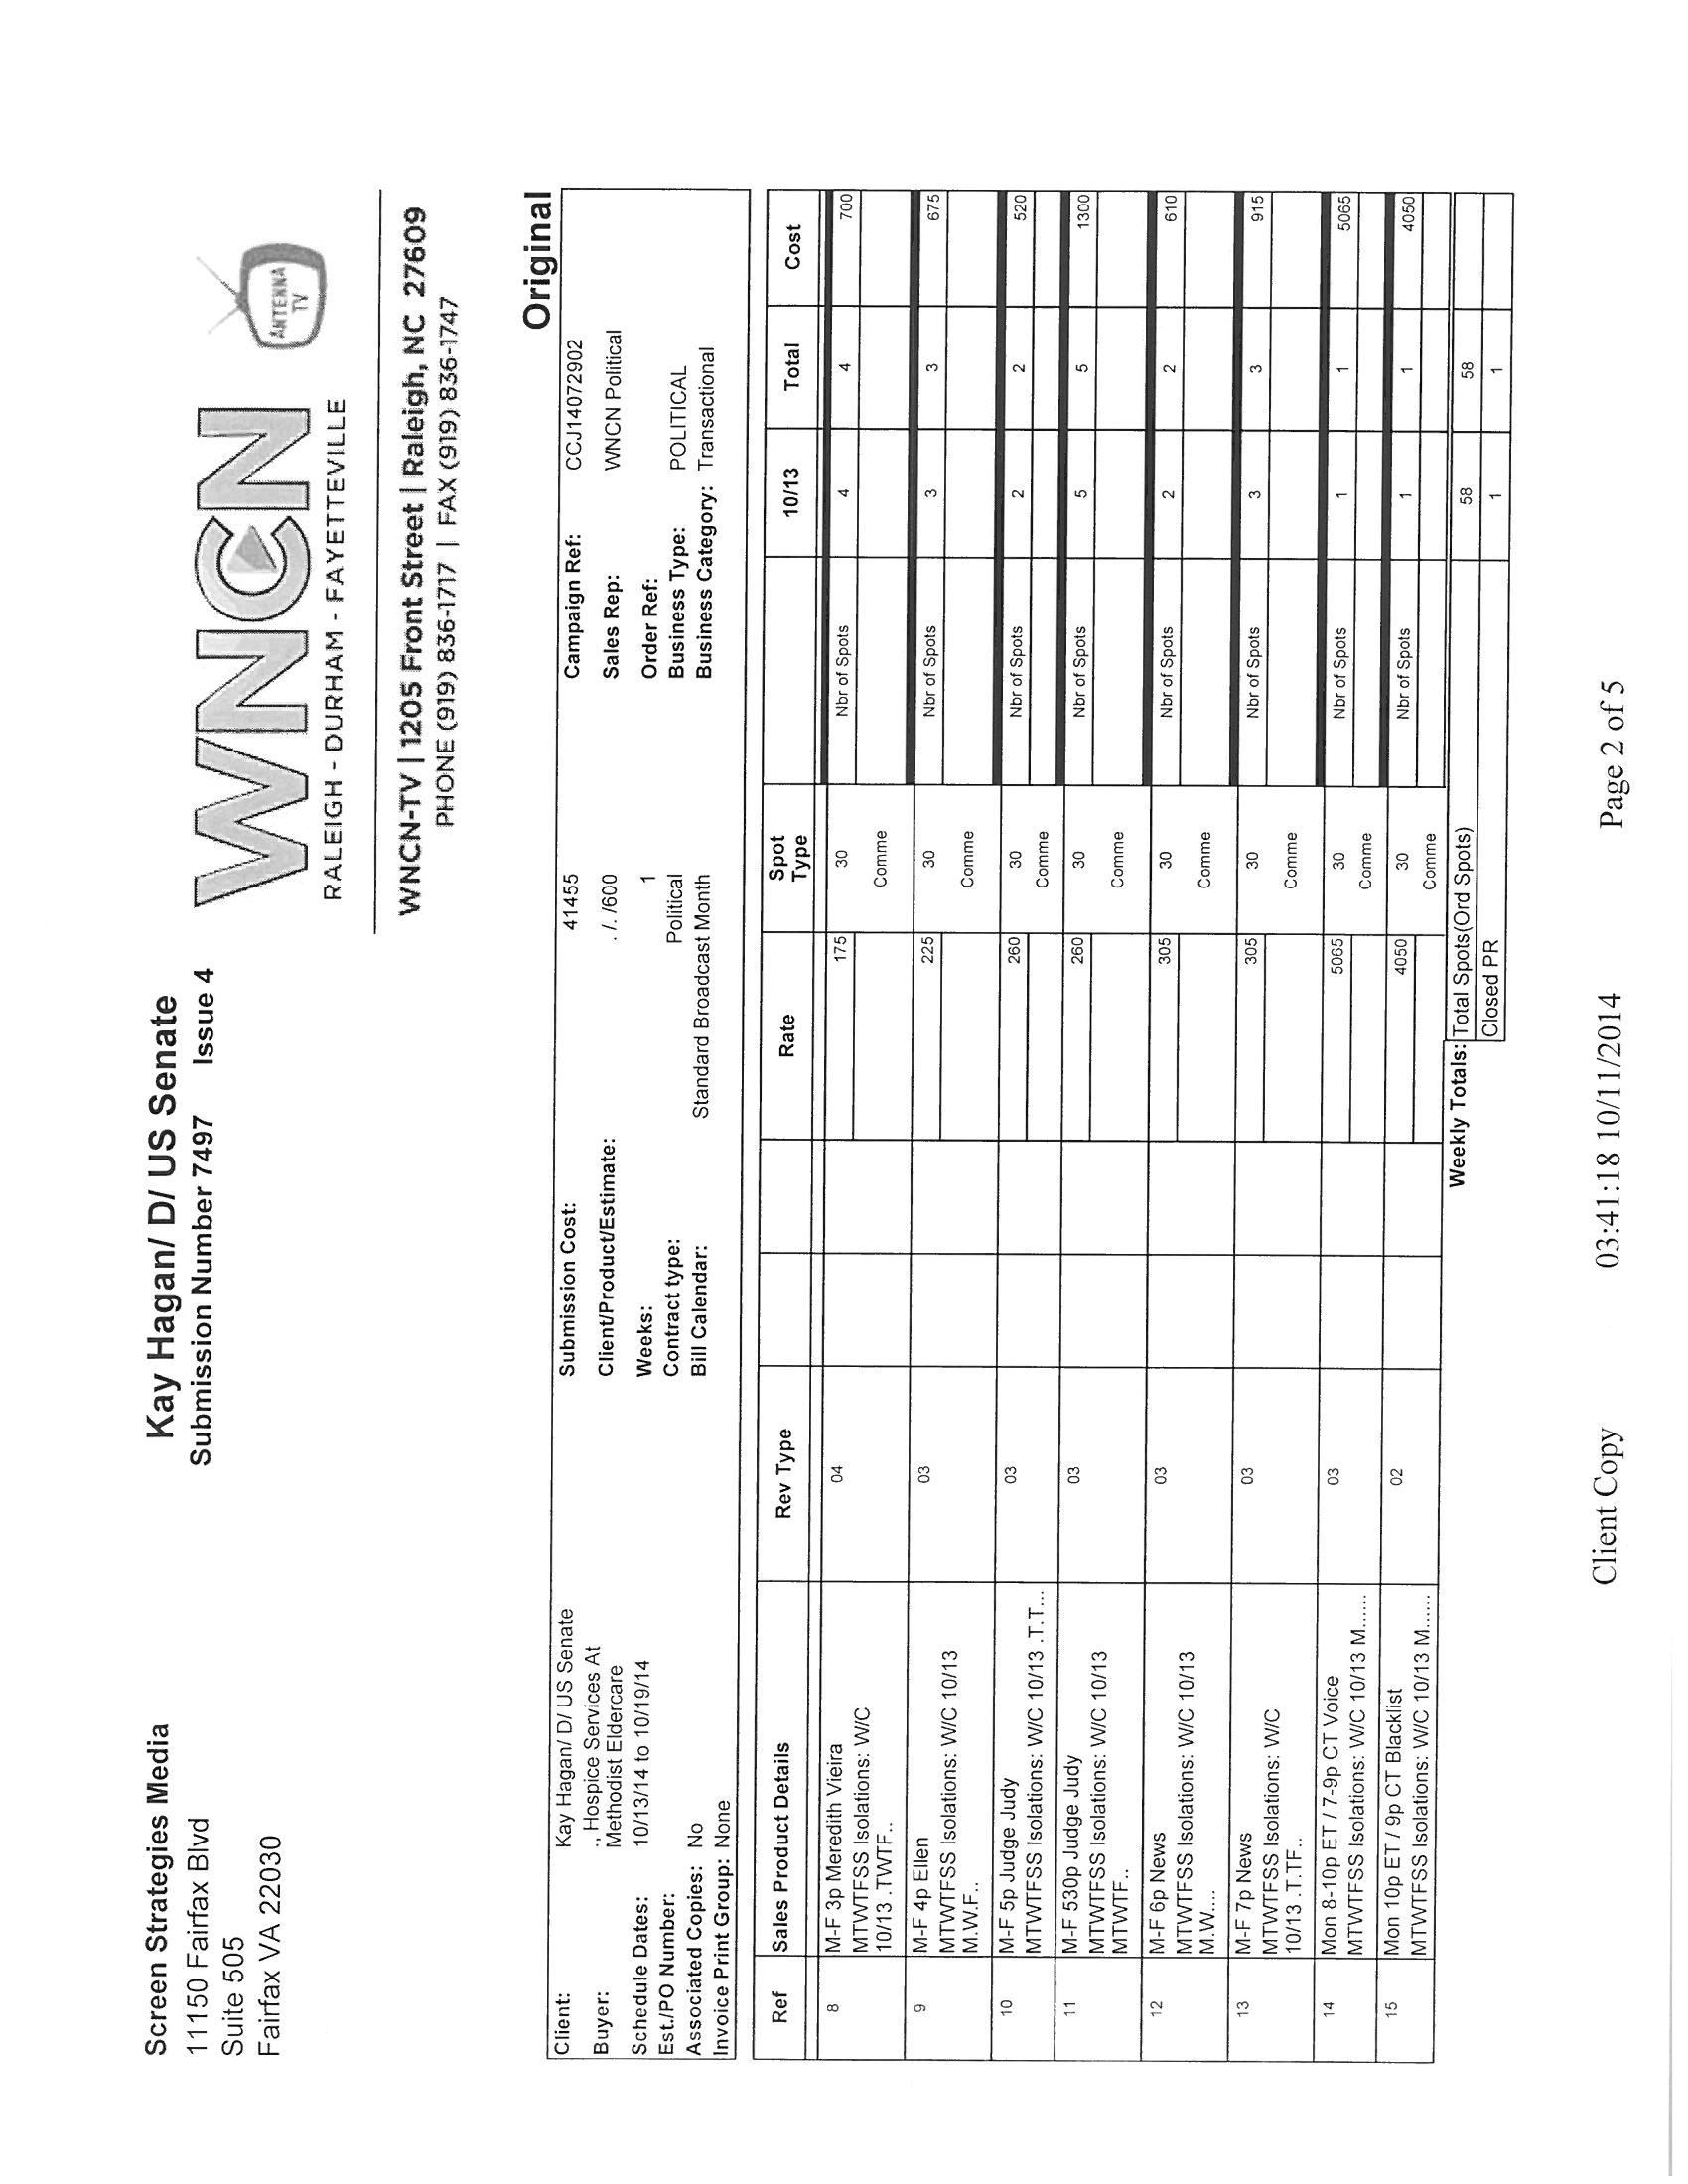 Screen Strategies Media
11150 Fairfax Blvd
Suite 505
Fairfax VA 22030
Kay Hagan/ D/ US Senate
Submission Number 7497 Issue 4
WNCN
RALEIGH - DURHAM - FAYETTEVILLE
ANTENNA
TV
WNCN-TV | 1205 Front Street | Raleigh, NC 27609
PHONE (919) 836-1717 | FAX (919) 836-1747
Original
Client: Kay Hagan/ D/ US Senate Submission Cost: 41455 Campaign Ref: CCJ14072902
Buyer: ., Hospice Services At Client/Product/Estimate: . /. /600 Sales Rep: WNCN Political
Methodist Eldercare
Schedule Dates: 10/13/14 to 10/19/14 Weeks: 1 Order Ref:
Est./PO Number: Contract type: Political Business Type: POLITICAL
Associated Copies: No Bill Calendar: Standard Broadcast Month Business Category: Transactional
Invoice Print Group: None
Ref Sales Product Details Rev Type Rate Spot Type 10/13 Total Cost
8 M-F 3p Meredith Vieira 04 175 30 Nbr of Spots 4 4 700
MTWTFSS Isolations: W/C Comme
10/13 .TWTF..
9 M-F 4p Ellen 03 225 30 Nbr of Spots 3 3 675
MTWTFSS Isolations: W/C 10/13 Comme
M.W.F..
10 M-F 5p Judge Judy 03 260 30 Nbr of Spots 2 2 520
MTWTFSS Isolations: W/C 10/13 .T.T... Comme
11 M-F 530p Judge Judy 03 260 30 Nbr of Spots 5 5 1300
MTWTFSS Isolations: W/C 10/13 Comme
MTWTF..
12 M-F 6p News 03 305 30 Nbr of Spots 2 2 610
MTWTFSS Isolations: W/C 10/13 Comme
M.W....
13 M-F 7p News 03 305 30 Nbr of Spots 3 3 915
MTWTFSS Isolations: W/C Comme
10/13 .T.TF..
14 Mon 8-10p ET / 7-9p CT Voice 03 5065 30 Nbr of Spots 1 1 5065
MTWTFSS Isolations: W/C 10/13 M...... Comme
15 Mon 10p ET / 9p CT Blacklist 02 4050 30 Nbr of Spots 1 1 4050
MTWTFSS Isolations: W/C 10/13 M...... Comme
Weekly Totals: Total Spots(Ord Spots) 58 58
Closed PR 1 1
Client Copy 03:41:18 10/11/2014 Page 2 of 5